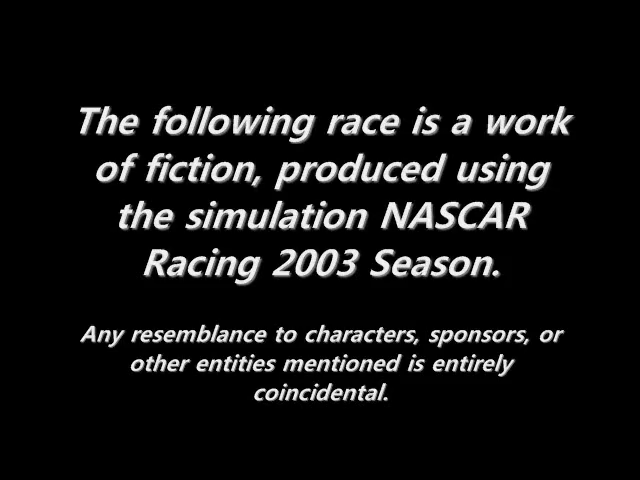 The following race is a work
of fiction, produced using
the simulation NASCAR
Racing 2003 Season.
Any resemblance to characters, sponsors, or
other entities mentioned is entirely
coincidental.